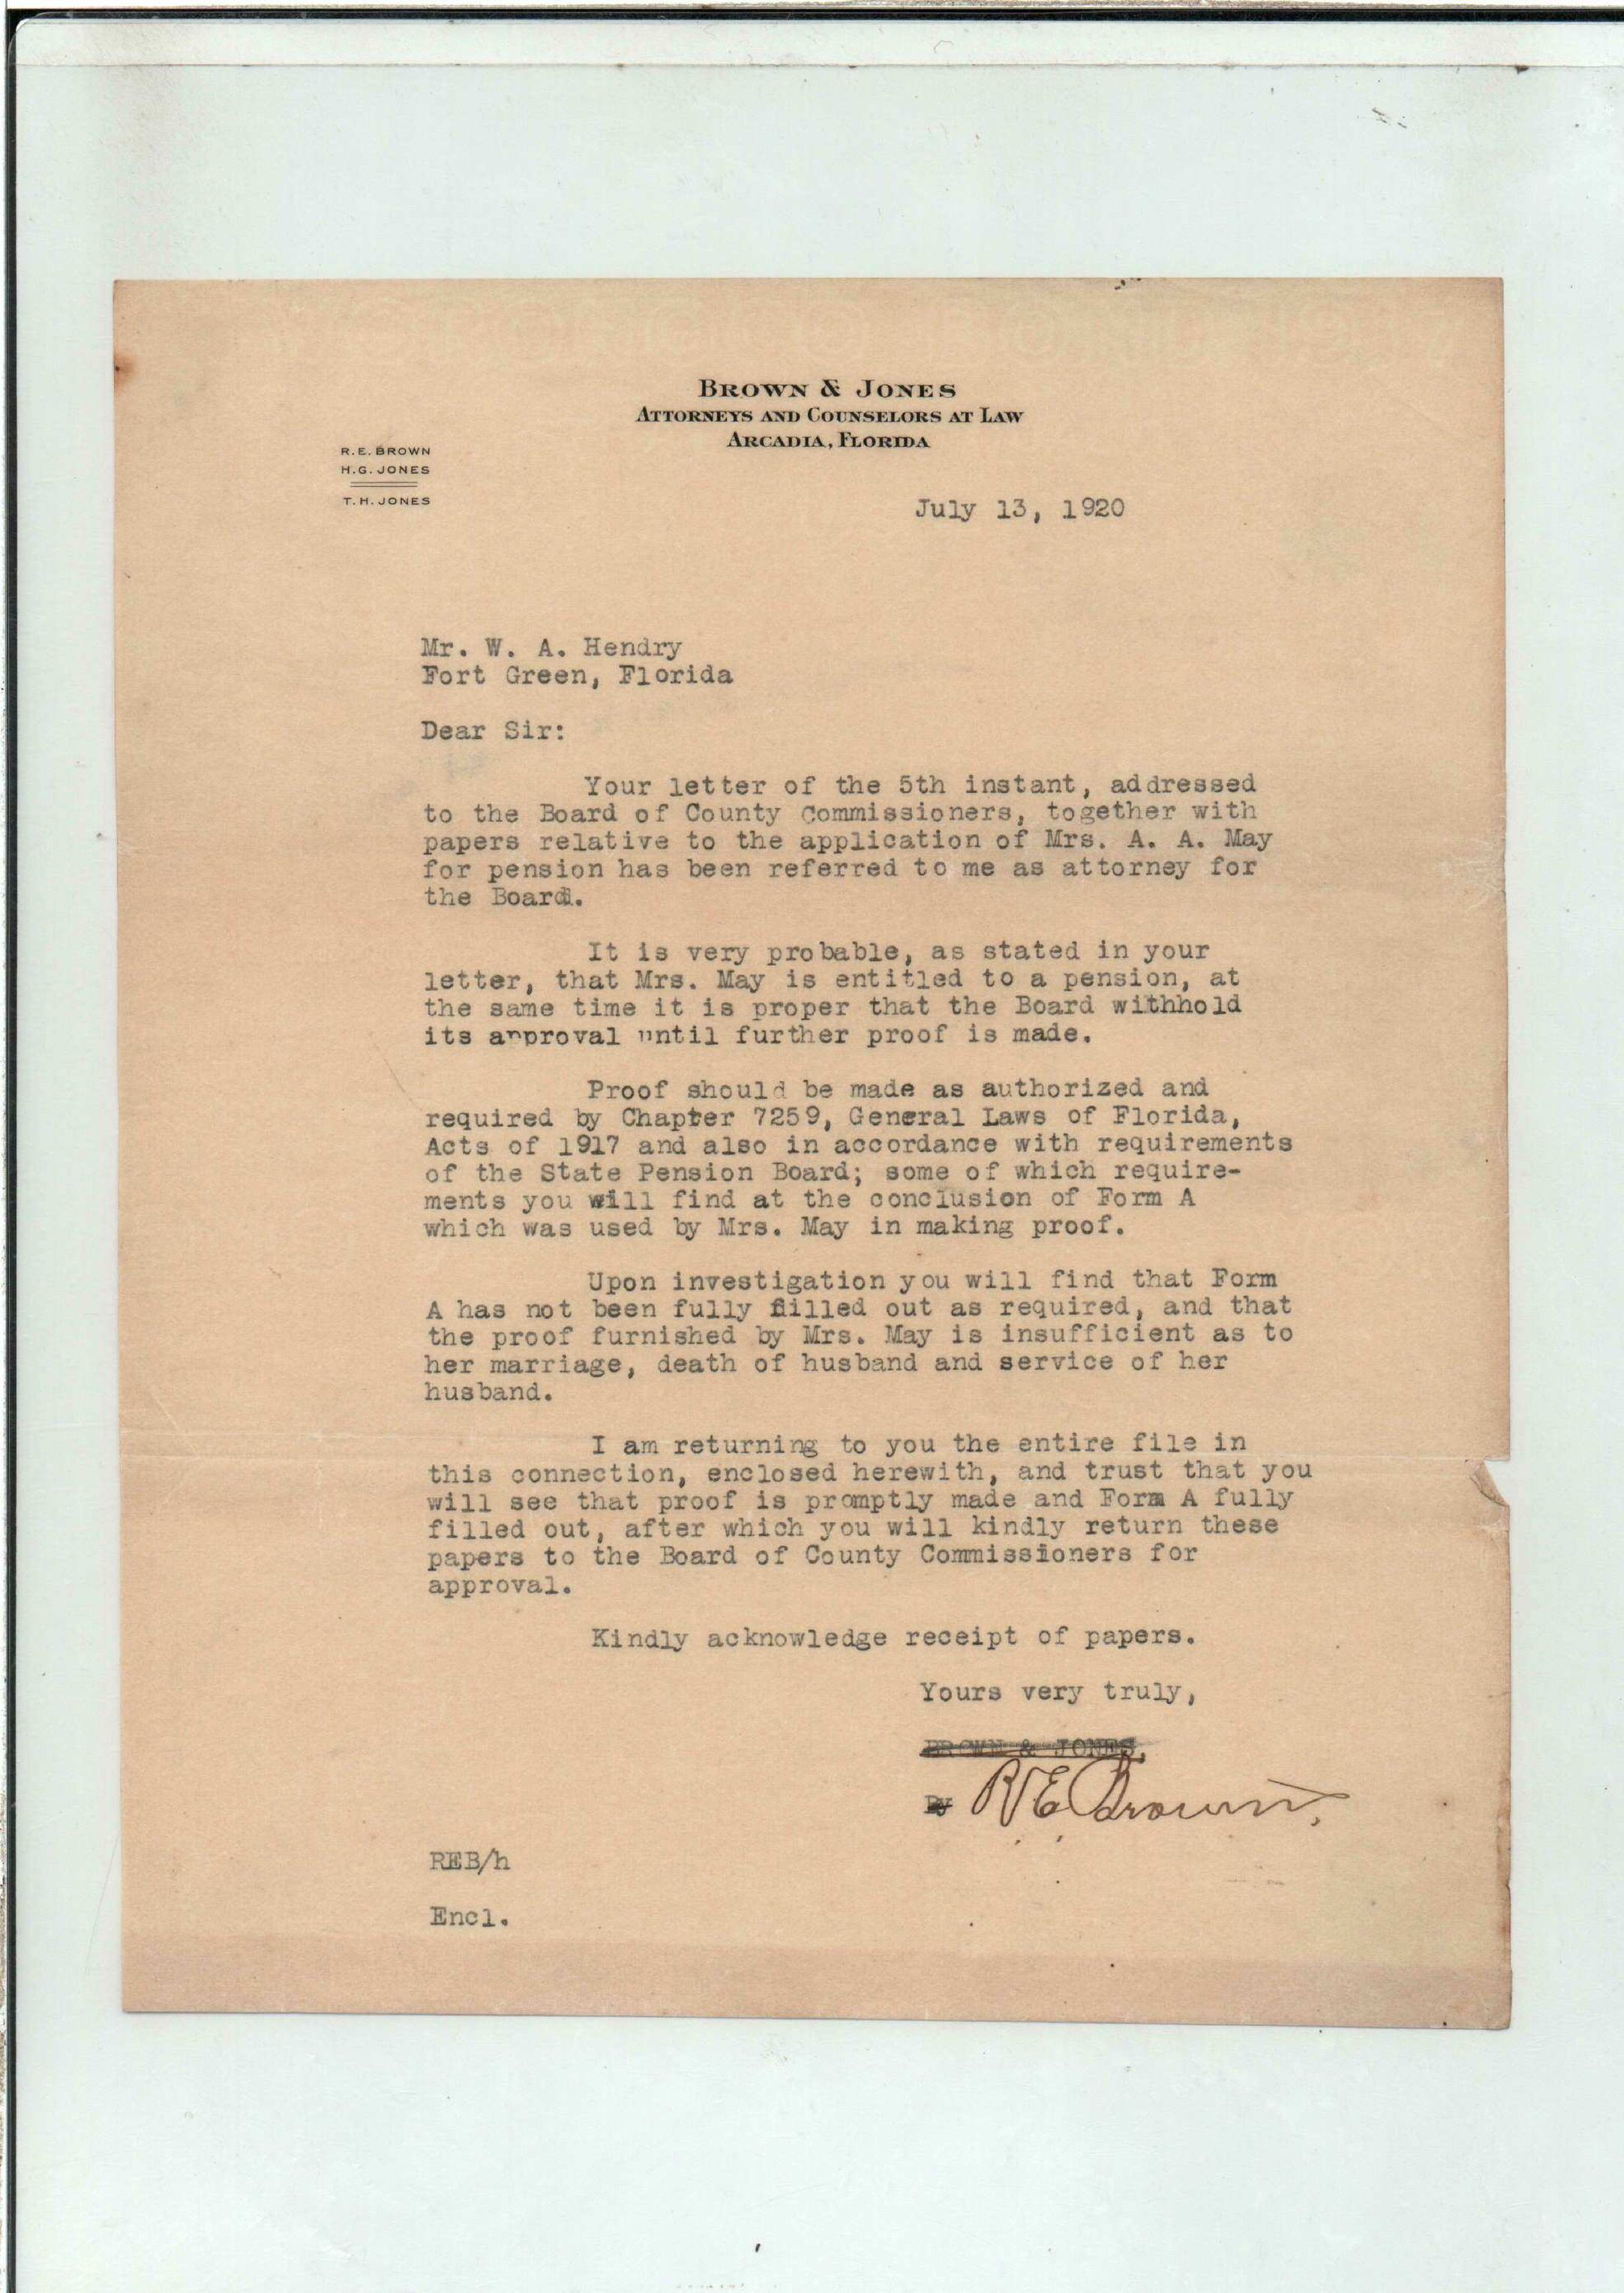 BROWN & JONES
ATTORNEYS AND COUNSELORS AT LAW
ARCADIA, FLORIDA
R. E. BROWN
H. G. JONES
T. H. JONES
July 13, 1920
Mr. W. A. Hendry
Fort Green, Florida
Dear Sir:
Your letter of the 5th instant, addressed
to the Board of County Commissioners, together with
papers relative to the application of Mrs. A. A. May
for pension has been referred to me as attorney for
the Board.
It is very probable, as stated in your
letter, that Mrs. May is entitled to a pension, at
the same time it is proper that the Board withhold
its approval until further proof is made.
Proof should be made as authorized and
required by Chapter 7259, General Laws of Florida,
Acts of 1917 and also in accordance with requirements
of the State Pension Board; some of which require-
ments you will find at the conclusion of Form A
which was used by Mrs. May in making proof.
Upon investigation you will find that Form
A has not been fully filled out as required, and that
the proof furnished by Mrs. May is insufficient as to
her marriage, death of husband and service of her
husband.
I am returning to you the entire file in
this connection, enclosed herewith, and trust that you
will see that proof is promptly made and Form A fully
filled out, after which you will kindly return these
papers to the Board of County Commissioners for
approval.
Kindly acknowledge receipt of papers.
Yours very truly,
BROWN & JONES,
By R E Brown
REB/h
Encl.